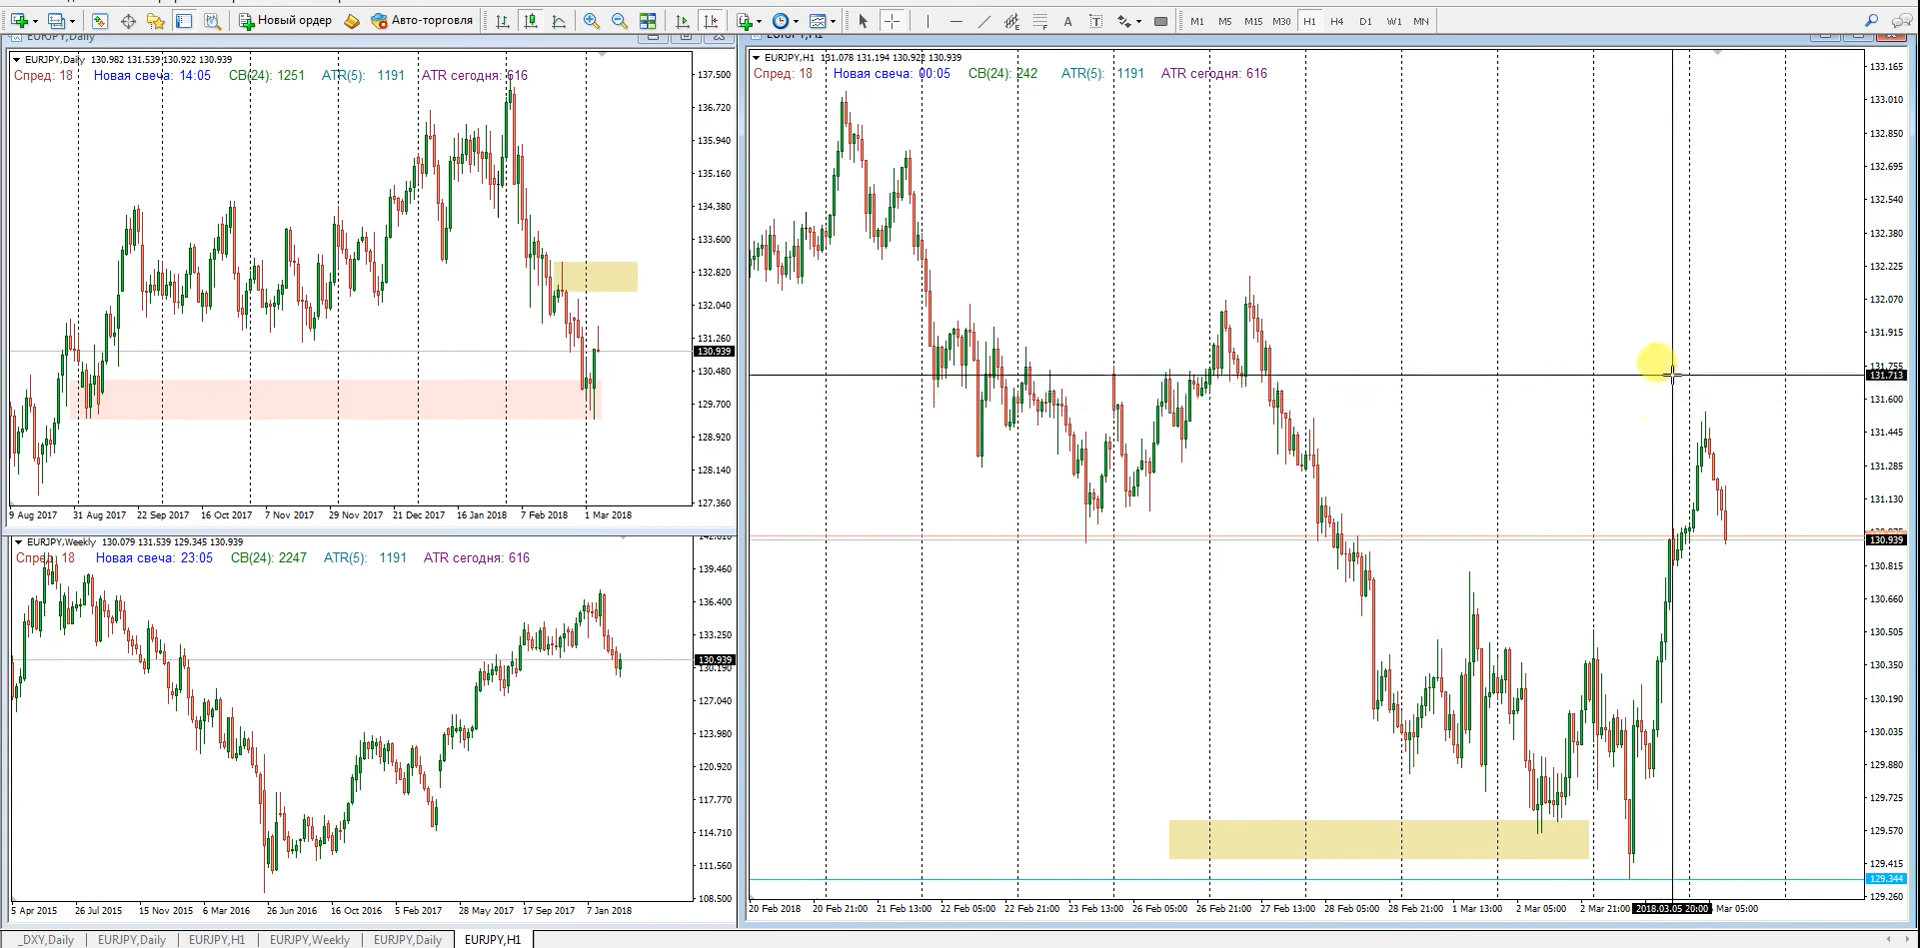 Новый ордер
Авто-торговля
M1
M5
M15
M30
H1
H4
D1
W1
MN
EURJPY,Daily
EURJPY,H1
EURJPY,Daily 130.982 131.539 130.922 130.939
Спред: 18 Новая свеча: 14:05 CB(24): 1251 ATR(5): 1191 ATR сегодня: 616
137.500
136.720
135.940
135.160
134.380
133.600
132.820
132.040
131.260
130.939
130.480
129.700
128.920
128.140
127.360
9 Aug 2017 31 Aug 2017 22 Sep 2017 16 Oct 2017 7 Nov 2017 29 Nov 2017 21 Dec 2017 16 Jan 2018 7 Feb 2018 1 Mar 2018
EURJPY,Weekly 130.079 131.539 129.345 130.939
Спред: 18 Новая свеча: 23:05 CB(24): 2247 ATR(5): 1191 ATR сегодня: 616
139.460
136.400
133.250
130.939
130.190
127.040
123.980
120.920
117.770
114.710
111.560
108.500
5 Apr 2015 26 Jul 2015 15 Nov 2015 6 Mar 2016 26 Jun 2016 16 Oct 2016 5 Feb 2017 28 May 2017 17 Sep 2017 7 Jan 2018
EURJPY,H1 131.078 131.194 130.922 130.939
Спред: 18 Новая свеча: 00:05 CB(24): 242 ATR(5): 1191 ATR сегодня: 616
133.165
133.010
132.850
132.695
132.540
132.380
132.225
132.070
131.915
131.755
131.713
131.600
131.445
131.285
131.130
130.939
130.815
130.660
130.505
130.350
130.190
130.035
129.880
129.725
129.570
129.415
129.344
129.260
20 Feb 2018 20 Feb 21:00 21 Feb 13:00 22 Feb 05:00 22 Feb 21:00 23 Feb 13:00 26 Feb 05:00 26 Feb 21:00 27 Feb 13:00 28 Feb 05:00 28 Feb 21:00 1 Mar 13:00 2 Mar 05:00 2 Mar 21:00 2018.03.05 20:00 Mar 05:00
_DXY,Daily EURJPY,Daily EURJPY,H1 EURJPY,Weekly EURJPY,Daily EURJPY,H1